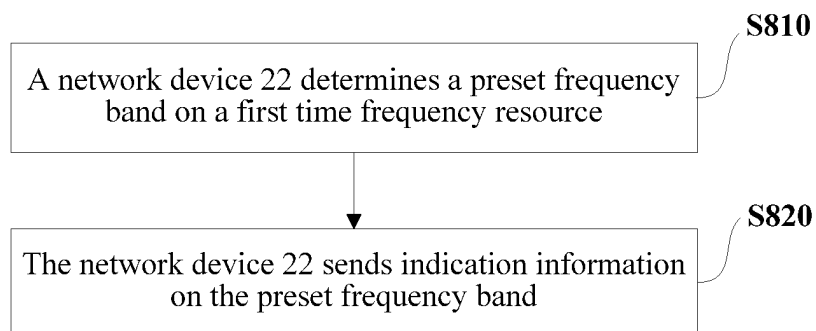 S810
A network device 22 determines a preset frequency
band on a first time frequency resource
S820
The network device 22 sends indication information
on the preset frequency band